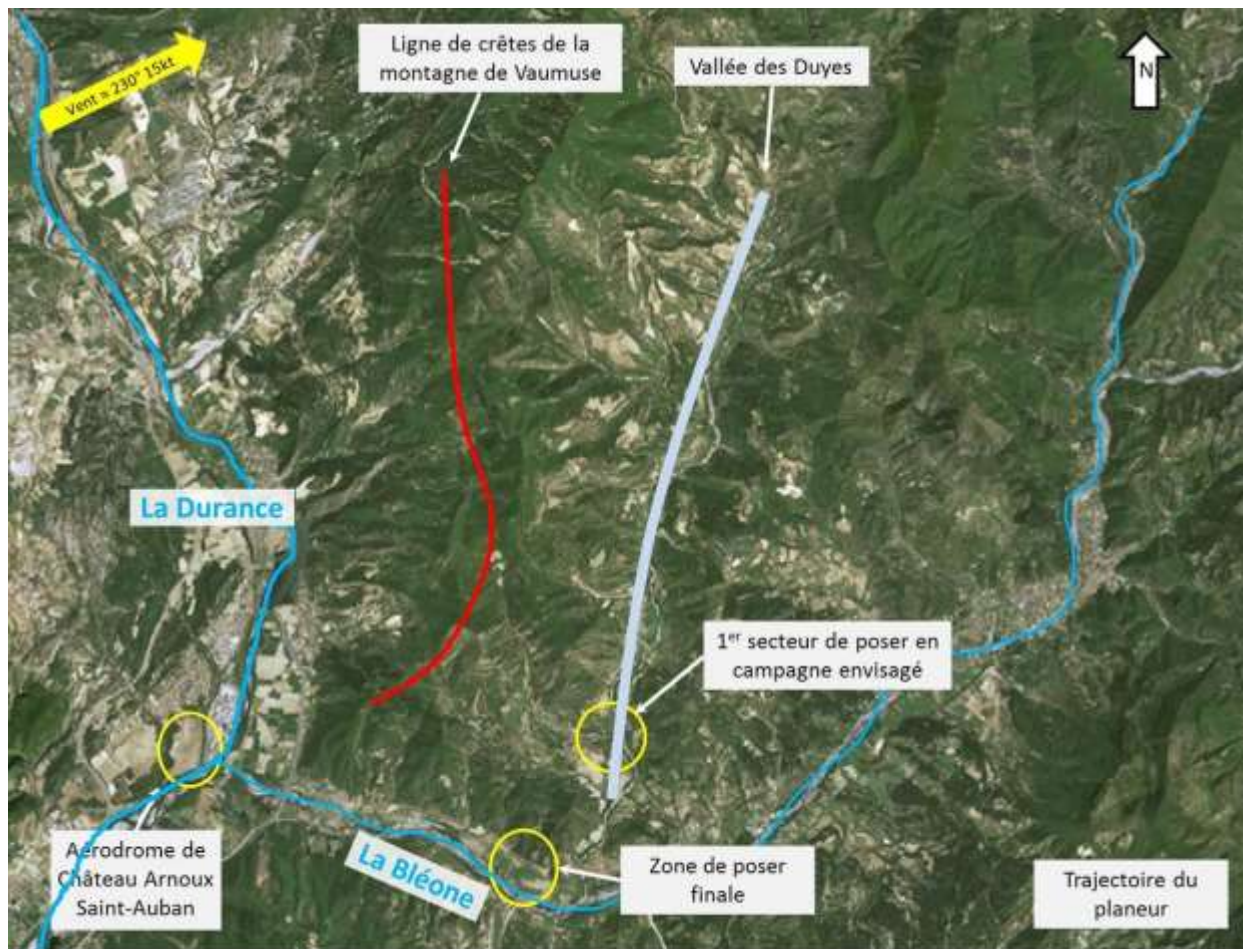 Vent = 230° 15kt
Ligne de crêtes de la
montagne de Vaumuse
Vallée des Duyes
N
La Durance
1er secteur de poser en
campagne envisagé
Aérodrome de
Château Arnoux
Saint-Auban
La Bléone
Zone de poser
finale
Trajectoire du
planeur